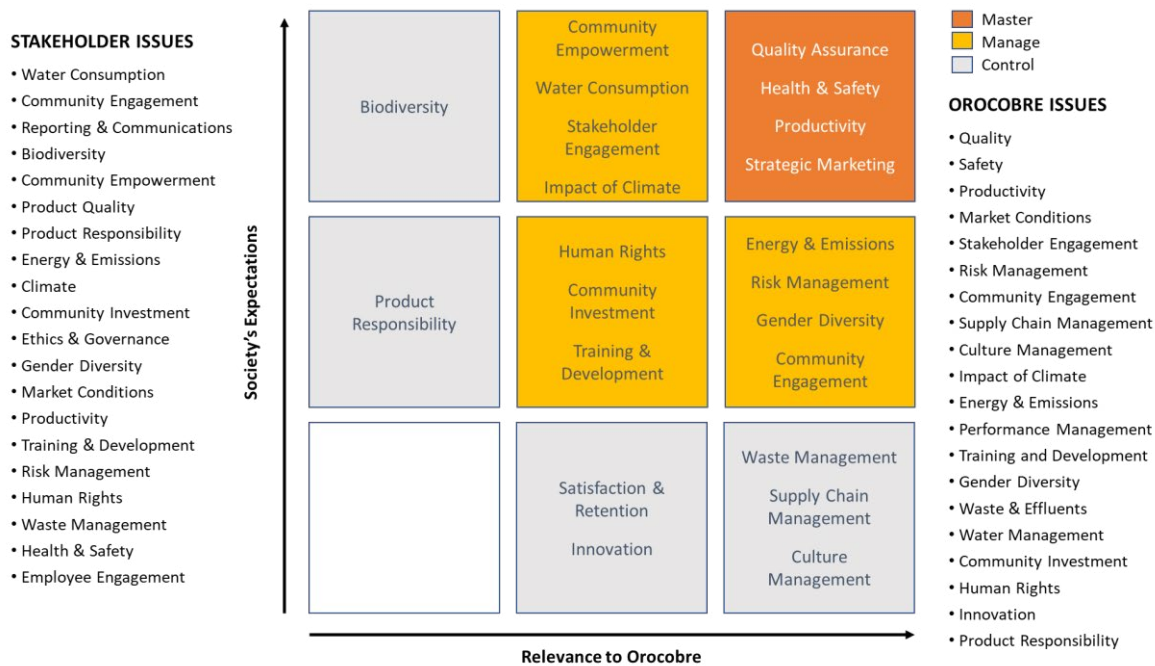 STAKEHOLDER ISSUES
• Water Consumption
• Community Engagement
• Reporting & Communications
• Biodiversity
• Community Empowerment
• Product Quality
• Product Responsibility
• Energy & Emissions
• Climate
• Community Investment
• Ethics & Governance
• Gender Diversity
• Market Conditions
• Productivity
• Training & Development
• Risk Management
• Human Rights
• Waste Management
• Health & Safety
• Employee Engagement
Society's Expectations
Biodiversity
Community
Empowerment
Water Consumption
Stakeholder
Engagement
Impact of Climate
Quality Assurance
Health & Safety
Productivity
Strategic Marketing
Product
Responsibility
Human Rights
Community
Investment
Training &
Development
Energy & Emissions
Risk Management
Gender Diversity
Community
Engagement
Satisfaction &
Retention
Innovation
Waste Management
Supply Chain
Management
Culture
Management
Relevance to Orocobre
Master
Manage
Control
OROCOBRE ISSUES
• Quality
• Safety
• Productivity
• Market Conditions
• Stakeholder Engagement
• Risk Management
• Community Engagement
• Supply Chain Management
• Culture Management
• Impact of Climate
• Energy & Emissions
• Performance Management
• Training and Development
• Gender Diversity
• Waste & Effluents
• Water Management
• Community Investment
• Human Rights
• Innovation
• Product Responsibility